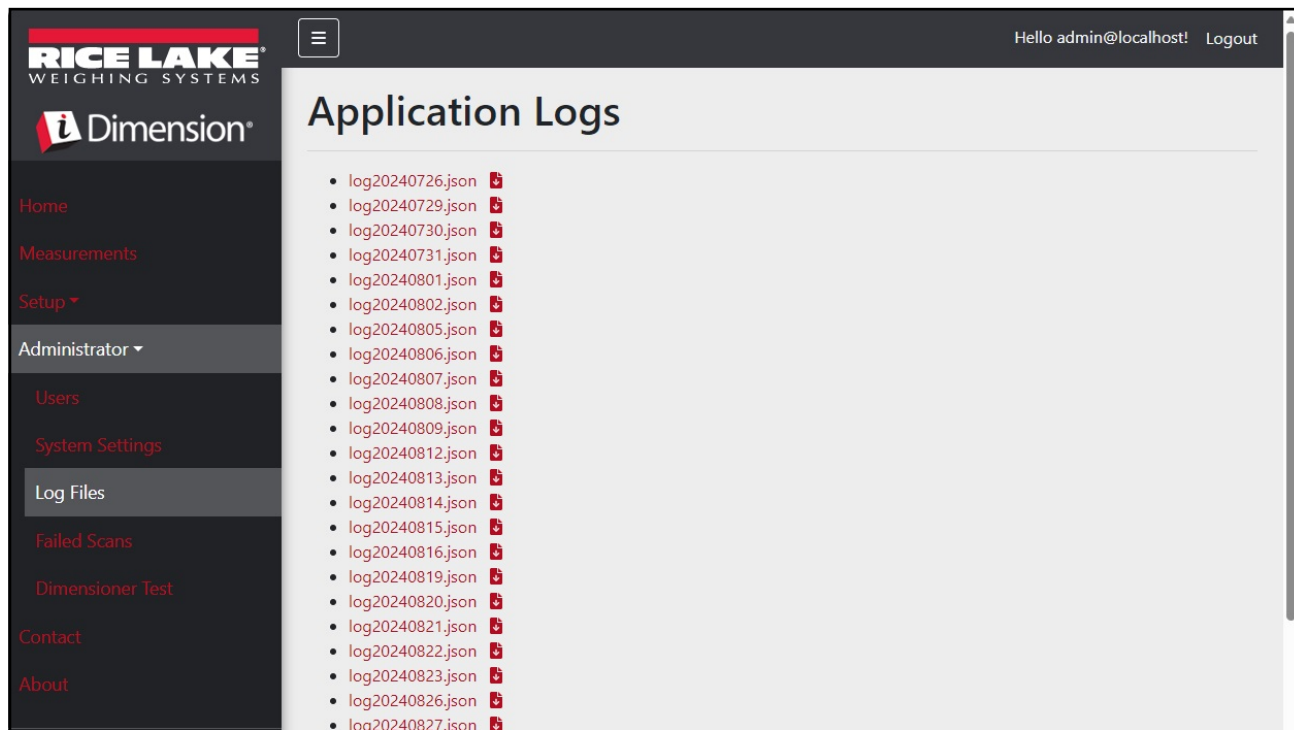 RICE LAKE®
WEIGHING SYSTEMS
i Dimension®
Home
Measurements
Setup
Administrator
Users
System Settings
Log Files
Failed Scans
Dimensioner Test
Contact
About
Hello admin@localhost! Logout
Application Logs
log20240726.json
log20240729.json
log20240730.json
log20240731.json
log20240801.json
log20240802.json
log20240805.json
log20240806.json
log20240807.json
log20240808.json
log20240809.json
log20240812.json
log20240813.json
log20240814.json
log20240815.json
log20240816.json
log20240819.json
log20240820.json
log20240821.json
log20240822.json
log20240823.json
log20240826.json
log20240827.json